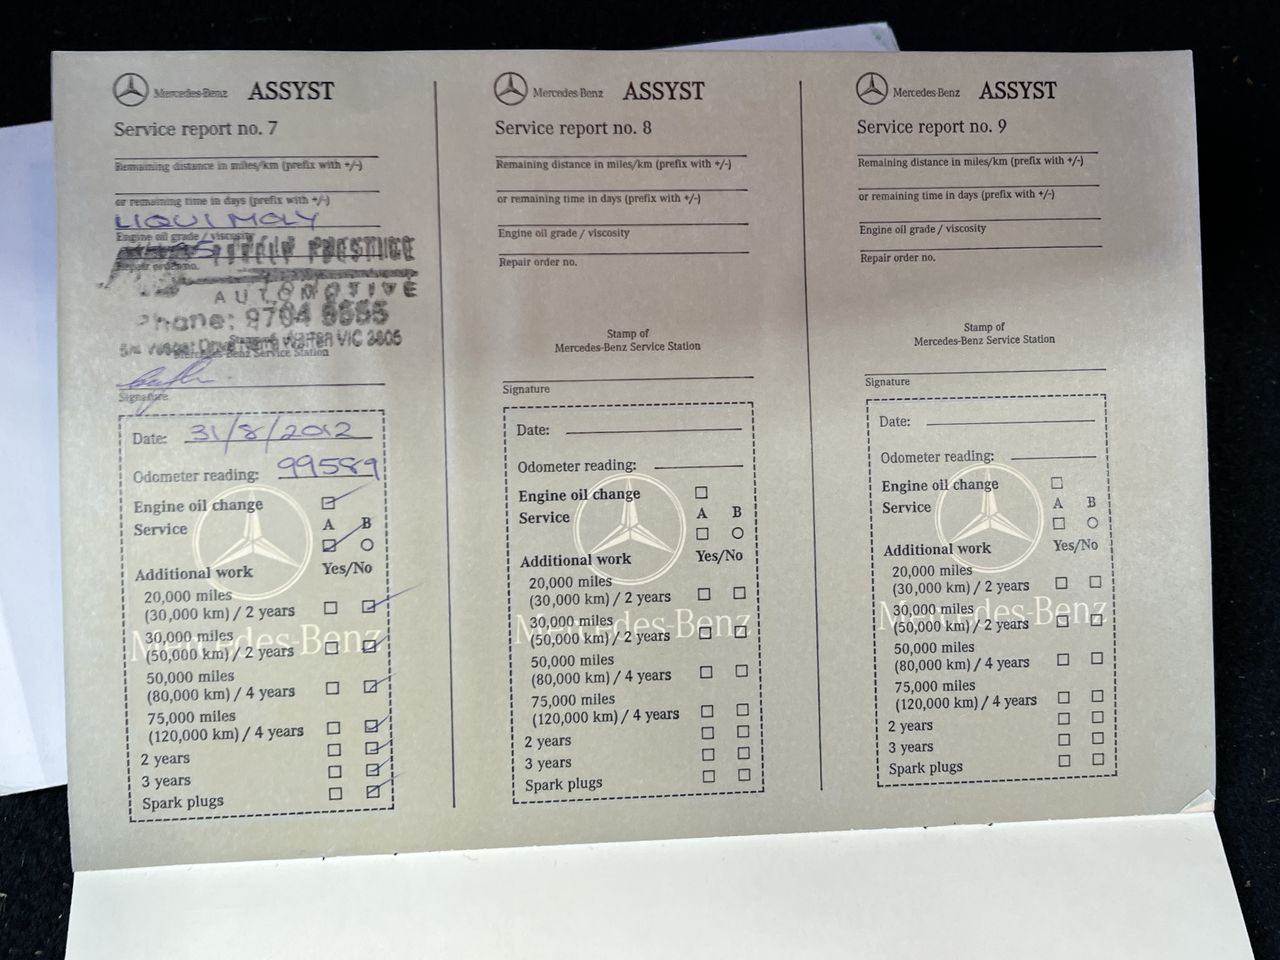 Mercedes-Benz ASSYST
Service report no. 7
Remaining distance in miles/km (prefix with +/-)
or remaining time in days (prefix with +/-)
LIQUI MOLY
Engine oil grade / viscosity
Repair order no.
PRESTIGE
AUTOMOTIVE
Phone: 9704
Warren VIC 3805
Mercedes-Benz Service Station
Signature
Date: 31/8/2012
Odometer reading: 99589
Engine oil change
Service A B
Additional work Yes/No
20,000 miles
(30,000 km) / 2 years
30,000 miles
(50,000 km) / 2 years
50,000 miles
(80,000 km) / 4 years
75,000 miles
(120,000 km) / 4 years
2 years
3 years
Spark plugs
Mercedes-Benz
Mercedes-Benz ASSYST
Service report no. 8
Remaining distance in miles/km (prefix with +/-)
or remaining time in days (prefix with +/-)
Engine oil grade / viscosity
Repair order no.
Stamp of
Mercedes-Benz Service Station
Signature
Date:
Odometer reading:
Engine oil change
Service A B
Additional work Yes/No
20,000 miles
(30,000 km) / 2 years
30,000 miles
(50,000 km) / 2 years
50,000 miles
(80,000 km) / 4 years
75,000 miles
(120,000 km) / 4 years
2 years
3 years
Spark plugs
Mercedes-Benz
Mercedes-Benz ASSYST
Service report no. 9
Remaining distance in miles/km (prefix with +/-)
or remaining time in days (prefix with +/-)
Engine oil grade / viscosity
Repair order no.
Stamp of
Mercedes-Benz Service Station
Signature
Date:
Odometer reading:
Engine oil change
Service A B
Additional work Yes/No
20,000 miles
(30,000 km) / 2 years
30,000 miles
(50,000 km) / 2 years
50,000 miles
(80,000 km) / 4 years
75,000 miles
(120,000 km) / 4 years
2 years
3 years
Spark plugs
Mercedes-Benz